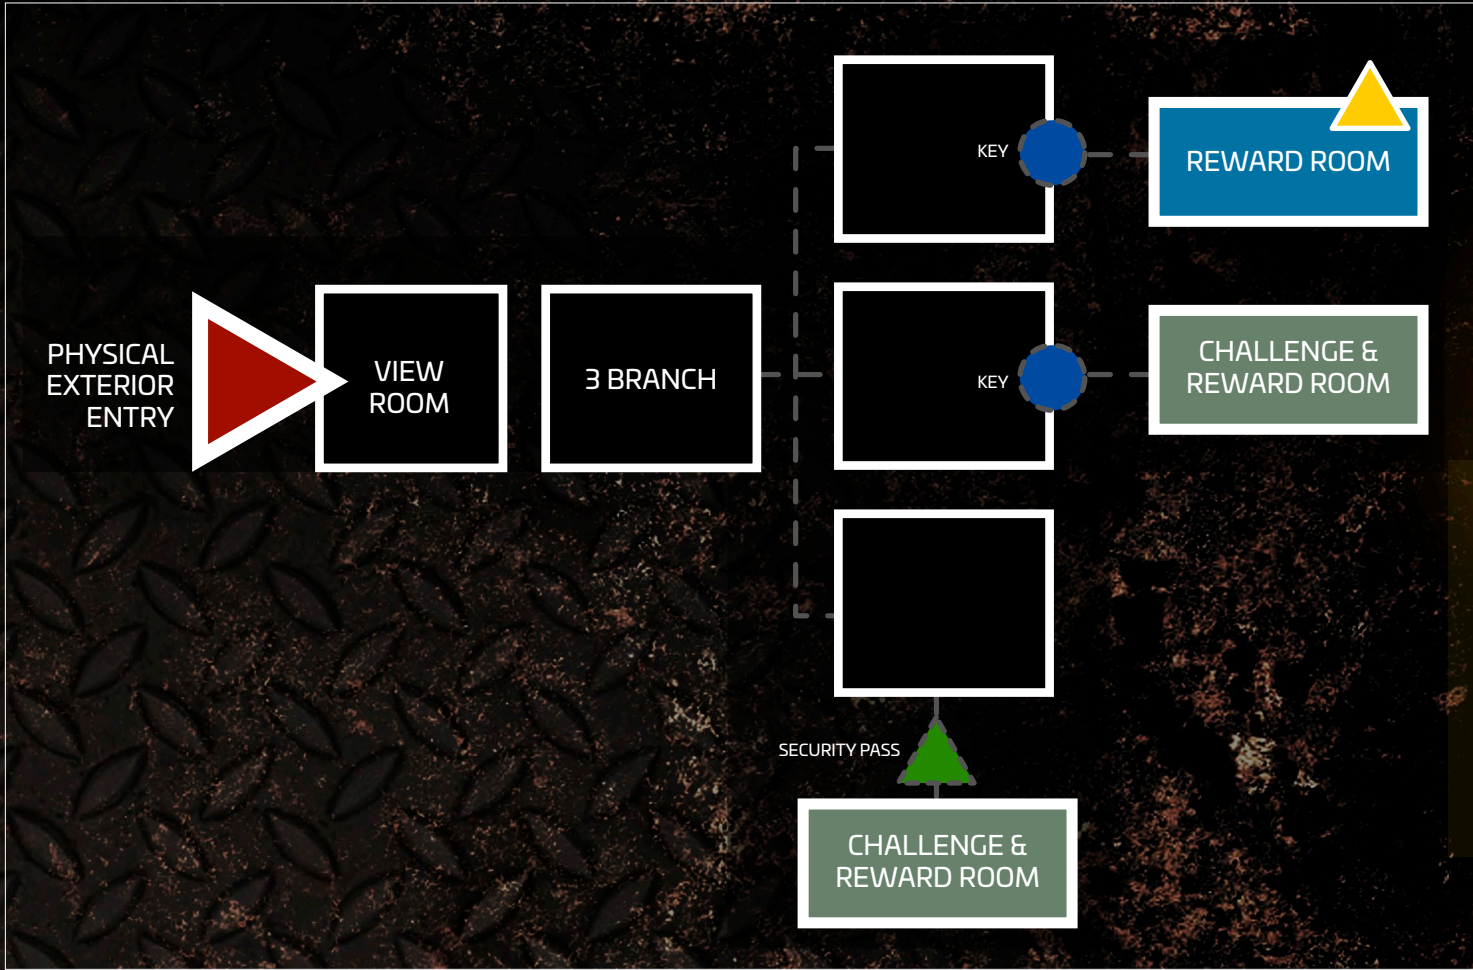 PHYSICAL
EXTERIOR
ENTRY
VIEW
ROOM
3 BRANCH
KEY
REWARD ROOM
KEY
CHALLENGE &
REWARD ROOM
SECURITY PASS
CHALLENGE &
REWARD ROOM